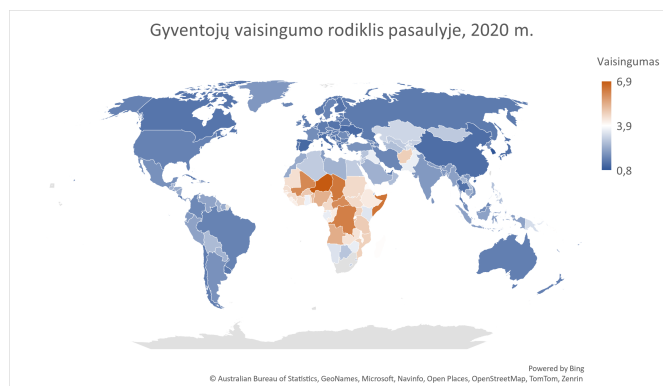 Gyventojų vaisingumo rodiklis pasaulyje, 2020 m.
Vaisingumas
6,9
3,9
0,8
Powered by Bing
© Australian Bureau of Statistics, GeoNames, Microsoft, Navinfo, Open Places, OpenStreetMap, TomTom, Zenrin